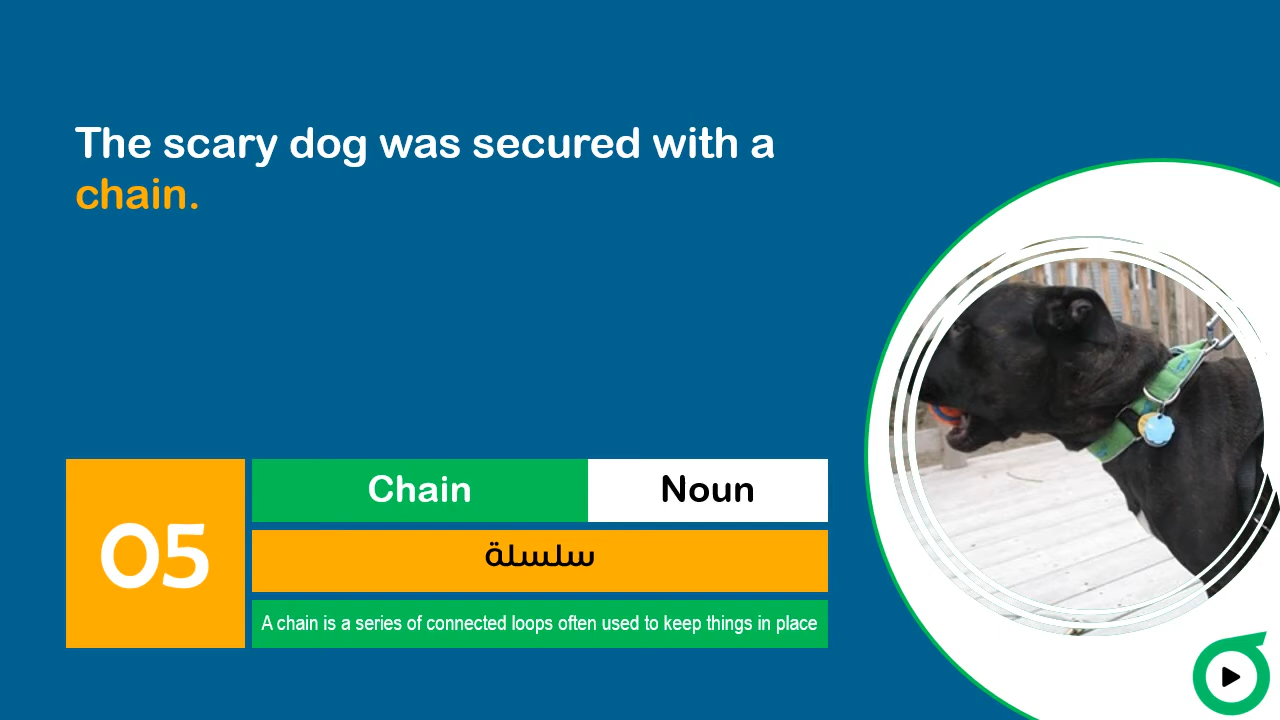 The scary dog was secured with a
chain.
05
Chain
Noun
سلسلة
A chain is a series of connected loops often used to keep things in place